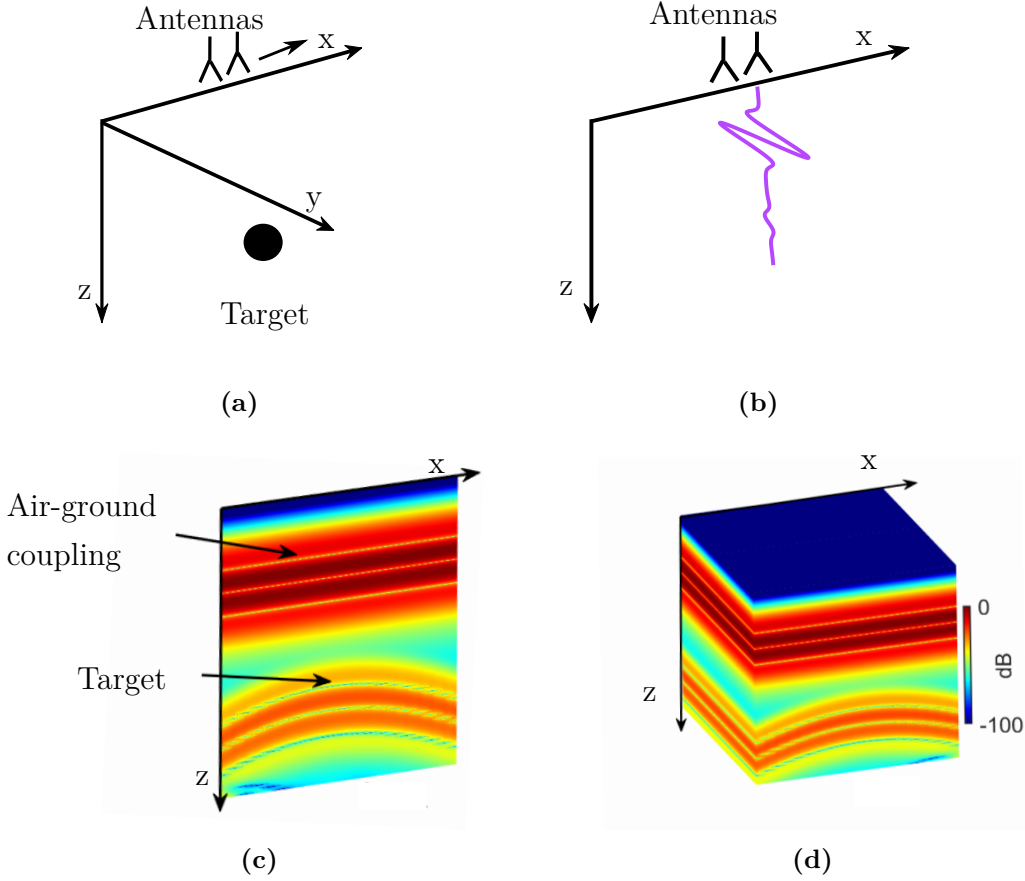 Antennas
x
y
z
Target
(a)
Antennas
x
z
(b)
x
Air-ground
coupling
Target
z
(c)
x
z
0
dB
-100
(d)